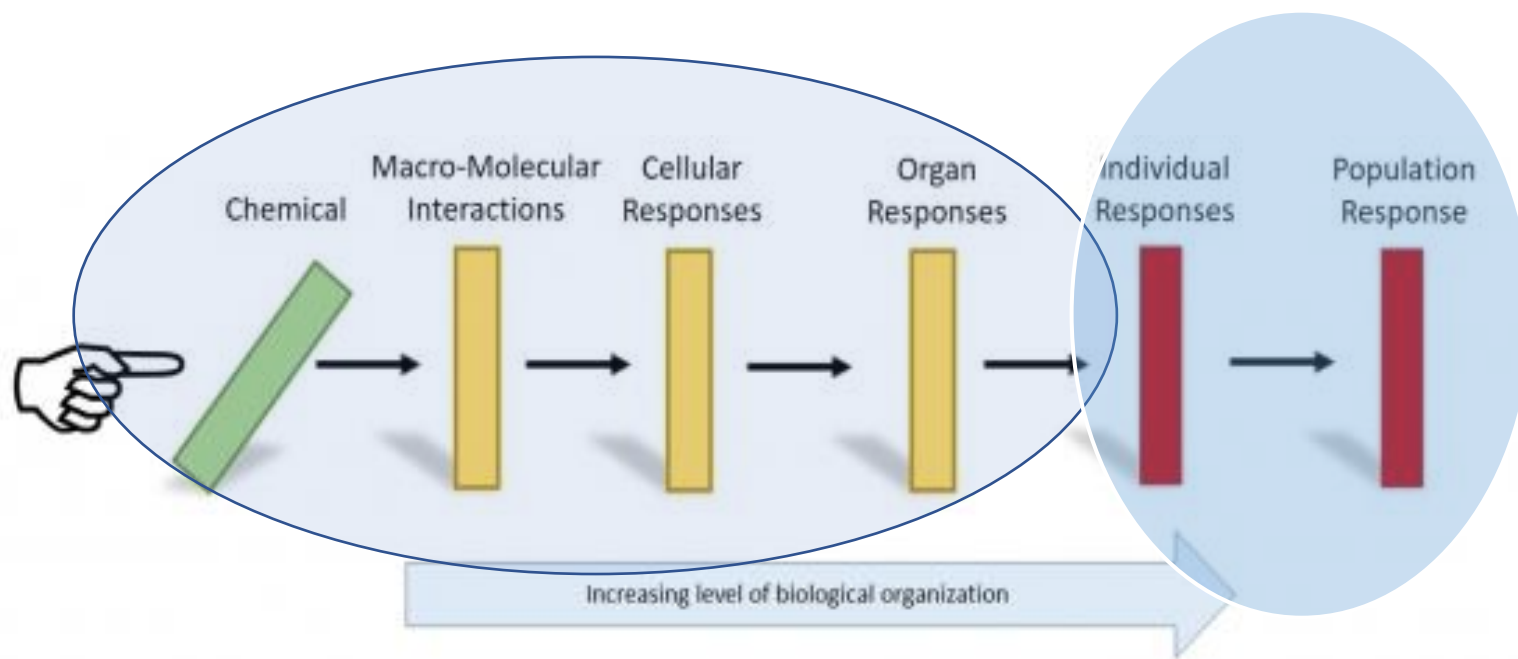 Chemical
Macro-Molecular
Interactions
Cellular
Responses
Organ
Responses
Individual
Responses
Population
Response
Increasing level of biological organization